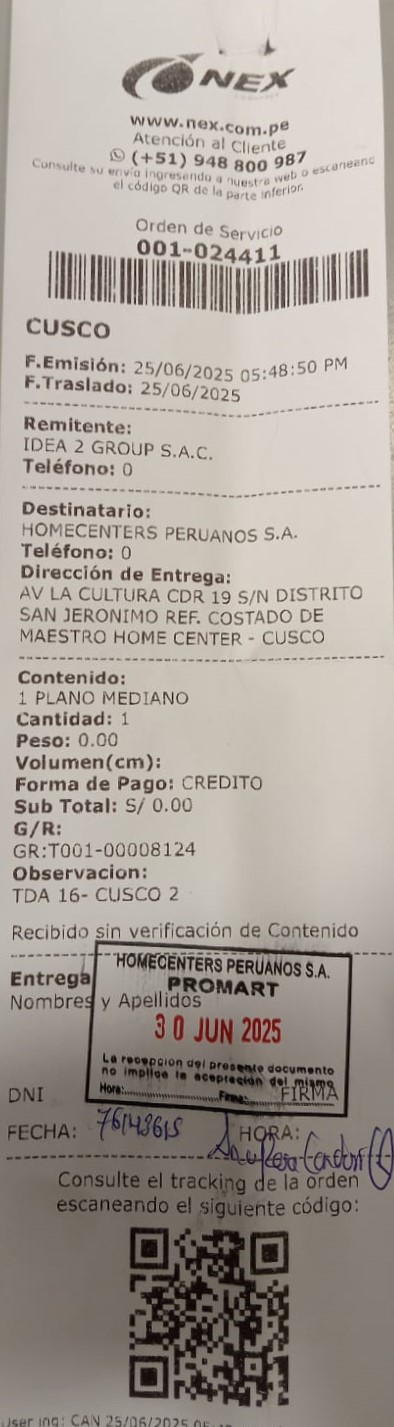 NEX
www.nex.com.pe
Atención al Cliente
(+51) 948 800 987
Consulte su envío ingresando a nuestra web o escaneand
el código QR de la parte inferior.
Orden de Servicio
001-024411
CUSCO
F.Emisión: 25/06/2025 05:48:50 PM
F.Traslado: 25/06/2025
Remitente:
IDEA 2 GROUP S.A.C.
Teléfono: 0
Destinatario:
HOMECENTERS PERUANOS S.A.
Teléfono: 0
Dirección de Entrega:
AV LA CULTURA CDR 19 S/N DISTRITO
SAN JERONIMO REF. COSTADO DE
MAESTRO HOME CENTER - CUSCO
Contenido:
1 PLANO MEDIANO
Cantidad: 1
Peso: 0.00
Volumen(cm):
Forma de Pago: CREDITO
Sub Total: S/ 0.00
G/R:
GR:T001-00008124
Observacion:
TDA 16- CUSCO 2
Recibido sin verificación de Contenido
HOMECENTERS PERUANOS S.A.
Entrega
PROMART
Nombres y Apellidos
30 JUN 2025
La recepcion del presente documento
no implica la aceptación del mismo
Hora: Firma:
DNI FIRMA
FECHA: HORA:
Consulte el tracking de la orden
escaneando el siguiente código:
User ing: CAN 25/06/2025